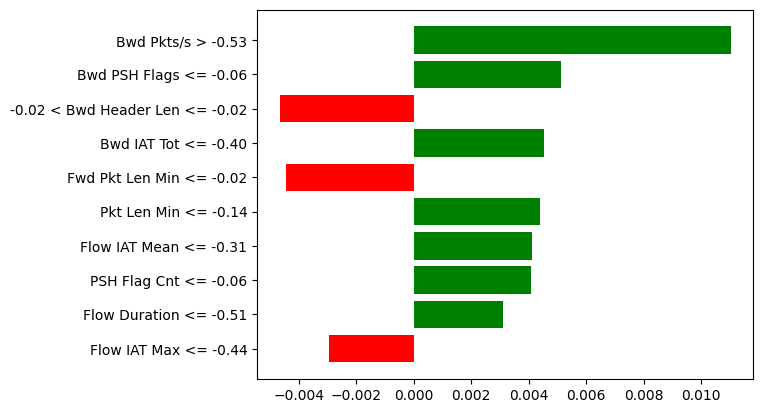 Bwd Pkts/s > -0.53
Bwd PSH Flags <= -0.06
-0.02 < Bwd Header Len <= -0.02
Bwd IAT Tot <= -0.40
Fwd Pkt Len Min <= -0.02
Pkt Len Min <= -0.14
Flow IAT Mean <= -0.31
PSH Flag Cnt <= -0.06
Flow Duration <= -0.51
Flow IAT Max <= -0.44
−0.004 −0.002 0.000 0.002 0.004 0.006 0.008 0.010